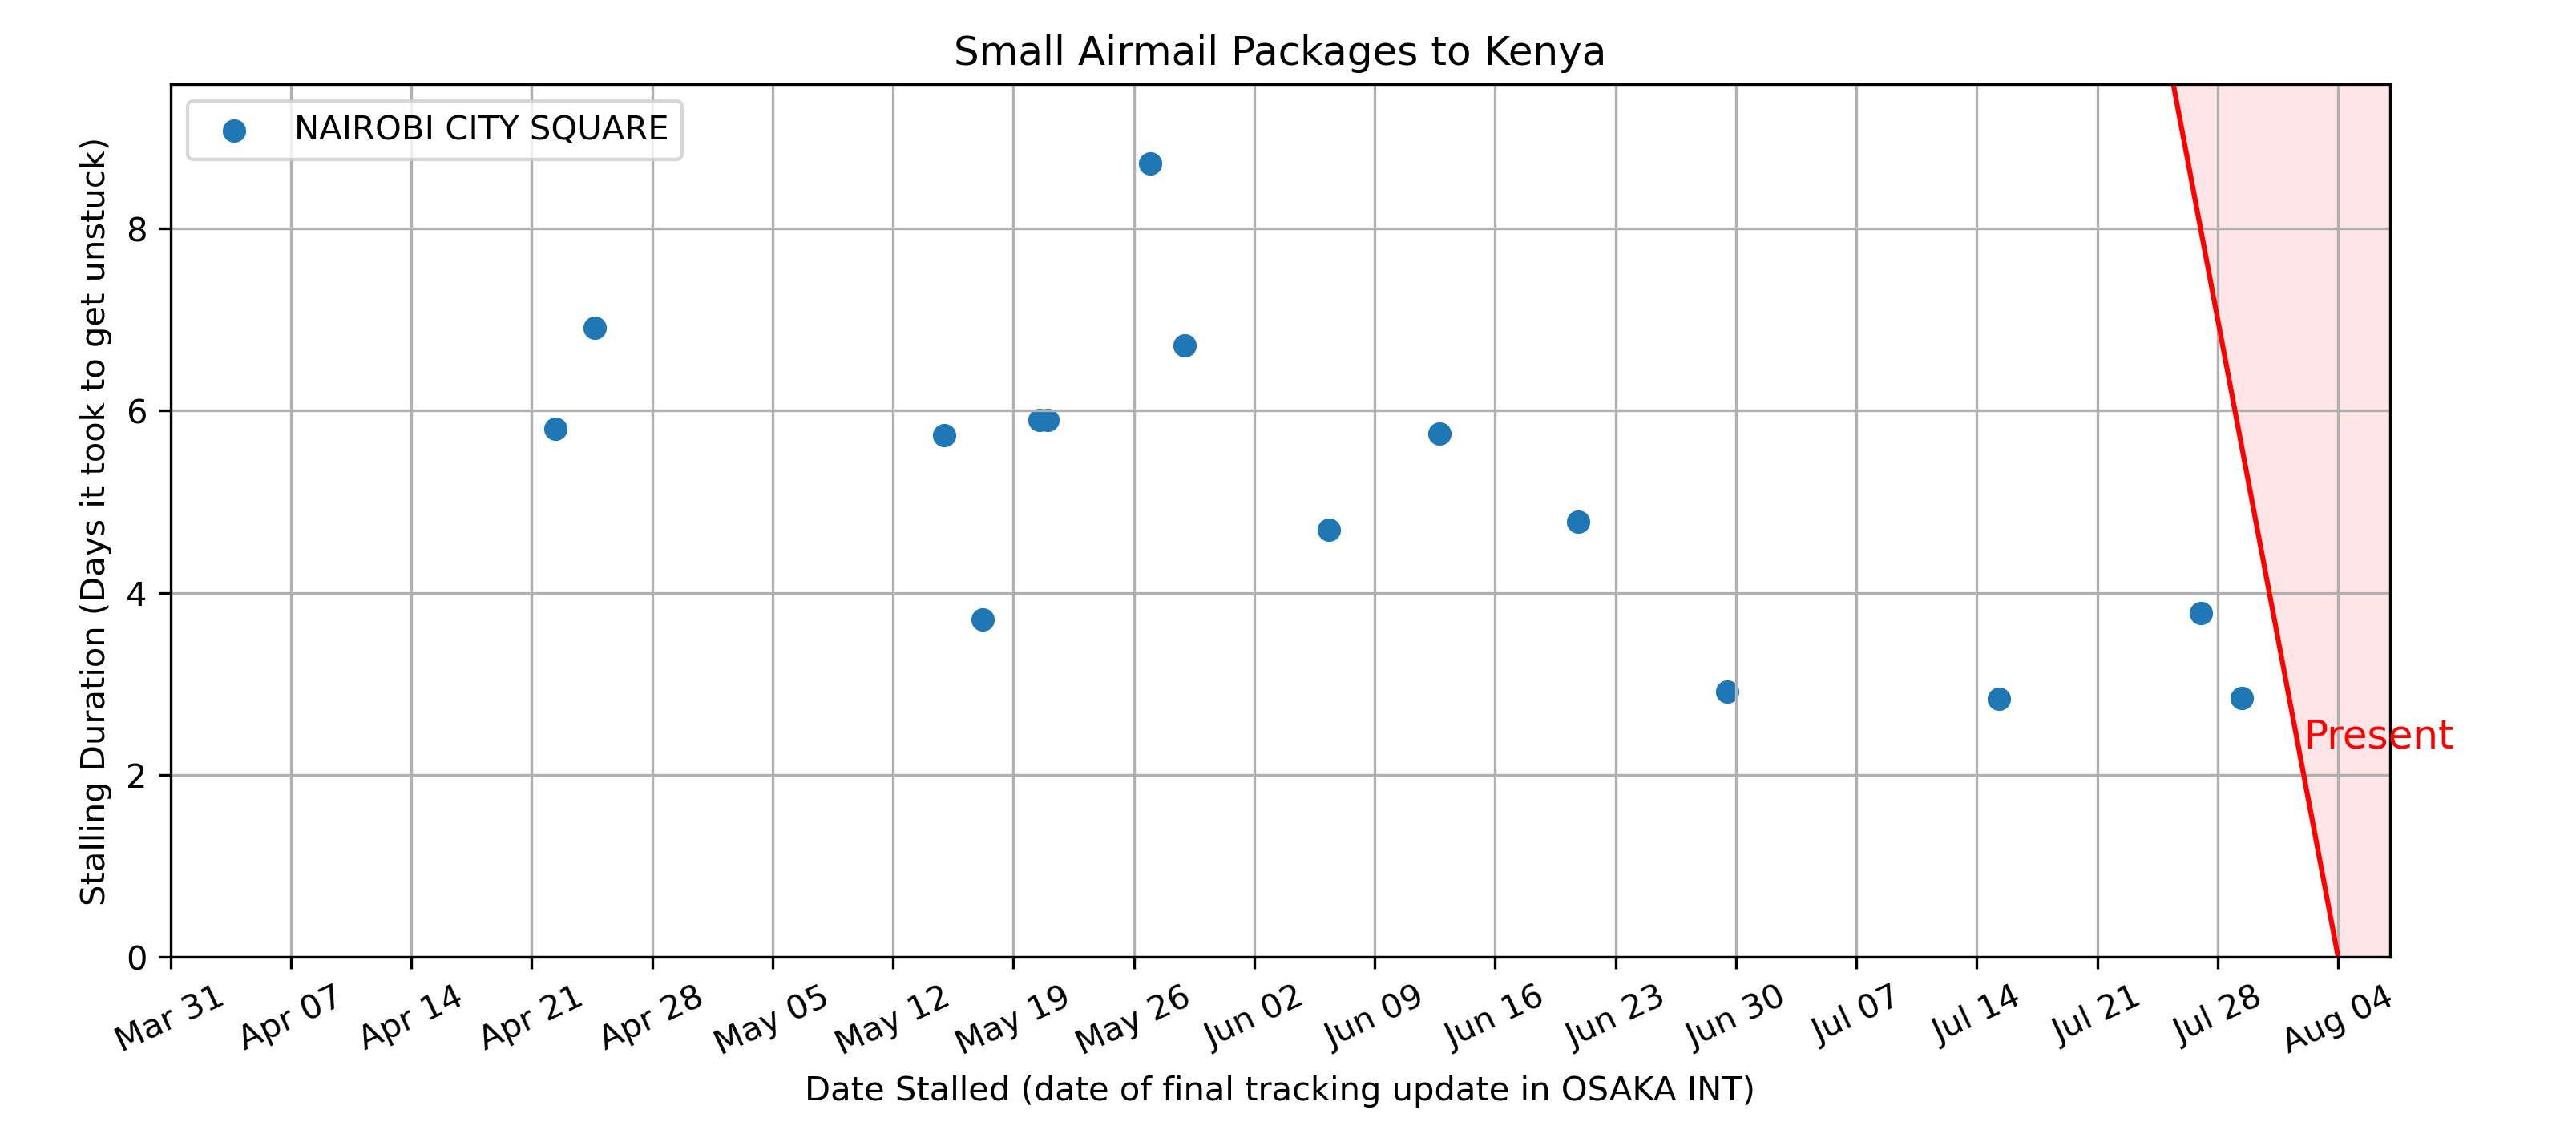 Small Airmail Packages to Kenya
NAIROBI CITY SQUARE
Stalling Duration (Days it took to get unstuck)
8
6
4
2
0
Present
Mar 31
Apr 07
Apr 14
Apr 21
Apr 28
May 05
May 12
May 19
May 26
Jun 02
Jun 09
Jun 16
Jun 23
Jun 30
Jul 07
Jul 14
Jul 21
Jul 28
Aug 04
Date Stalled (date of final tracking update in OSAKA INT)